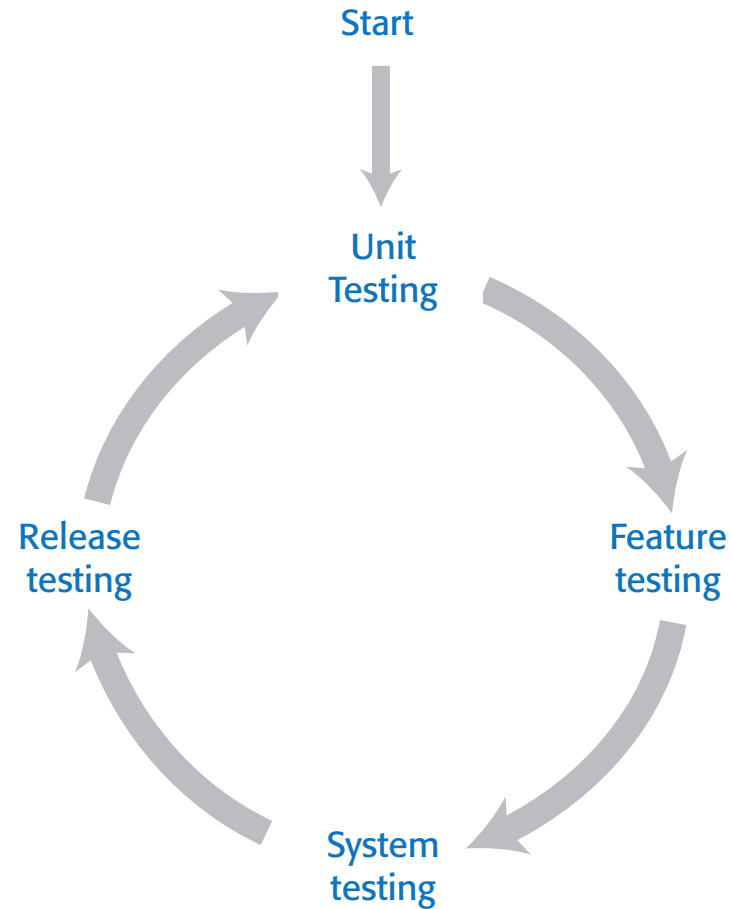 Start
Unit
Testing
Feature
testing
System
testing
Release
testing